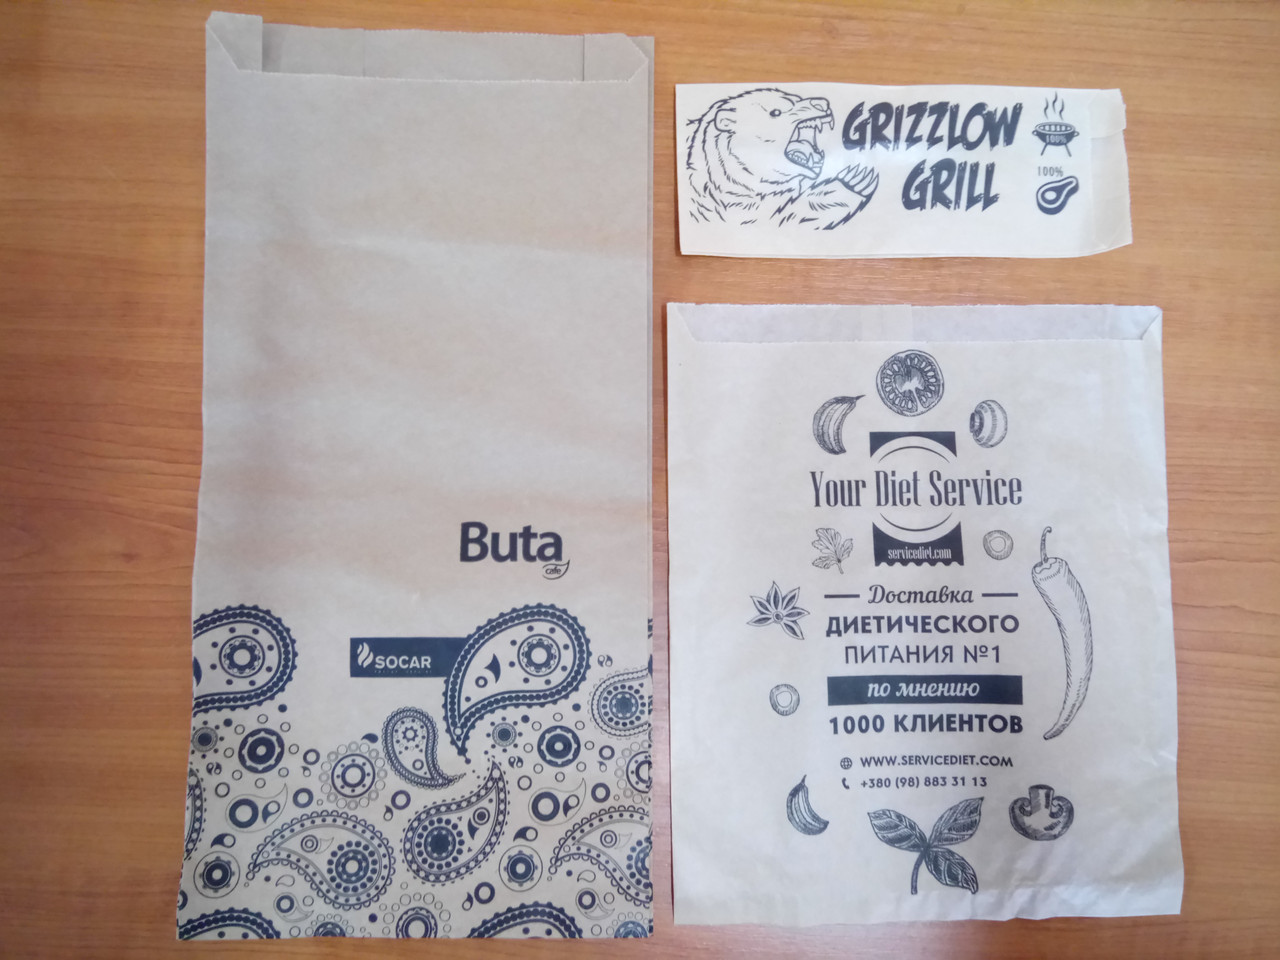 Buta
cafe
SOCAR
GRIZZLOW
GRILL
100%
100%
Your Diet Service
servicediet.com
Доставка
ДИЕТИЧЕСКОГО
ПИТАНИЯ №1
по мнению
1000 КЛИЕНТОВ
WWW.SERVICEDIET.COM
+380 (98) 883 31 13